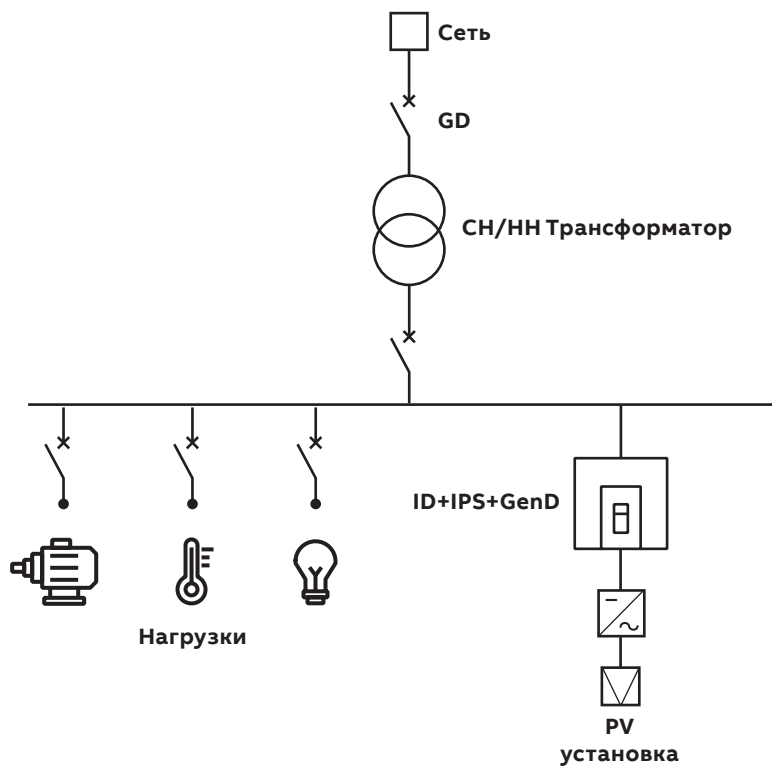 Сеть
GD
СН/НН Трансформатор
ID+IPS+GenD
Нагрузки
PV
установка